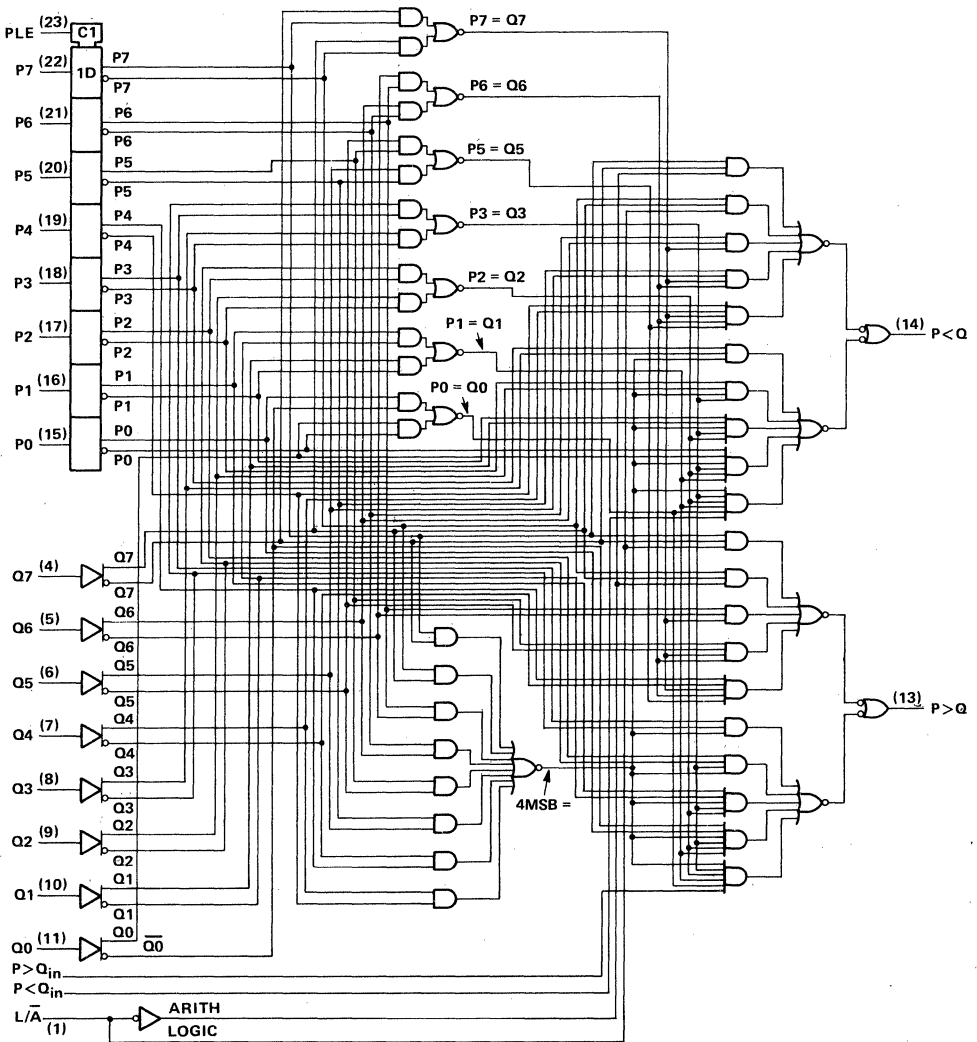 PLE (23)
C1
P7 (22)
1D
P7
P7
P6 (21)
P6
P6
P5 (20)
P5
P5
P4 (19)
P4
P4
P3 (18)
P3
P3
P2 (17)
P2
P2
P1 (16)
P1
P1
P0 (15)
P0
P0
P7 = Q7
P6 = Q6
P5 = Q5
P3 = Q3
P2 = Q2
P1 = Q1
P0 = Q0
(14) P<Q
(13) P>Q
4MSB =
Q7 (4)
Q7
Q7
Q6 (5)
Q6
Q6
Q5 (6)
Q5
Q5
Q4 (7)
Q4
Q4
Q3 (8)
Q3
Q3
Q2 (9)
Q2
Q2
Q1 (10)
Q1
Q1
Q0 (11)
Q0
Q̅0̅
P>Qin
P<Qin
L/A̅
(1)
ARITH
LOGIC